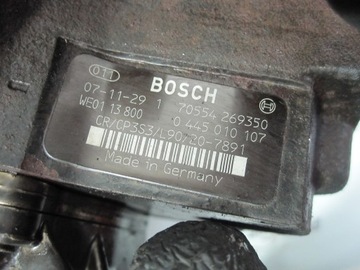 011 BOSCH
07-11-29 1 70554 269350
WE01 13 800 0 445 010 107
CR/CP3S3/L90/20-7891
Made in Germany